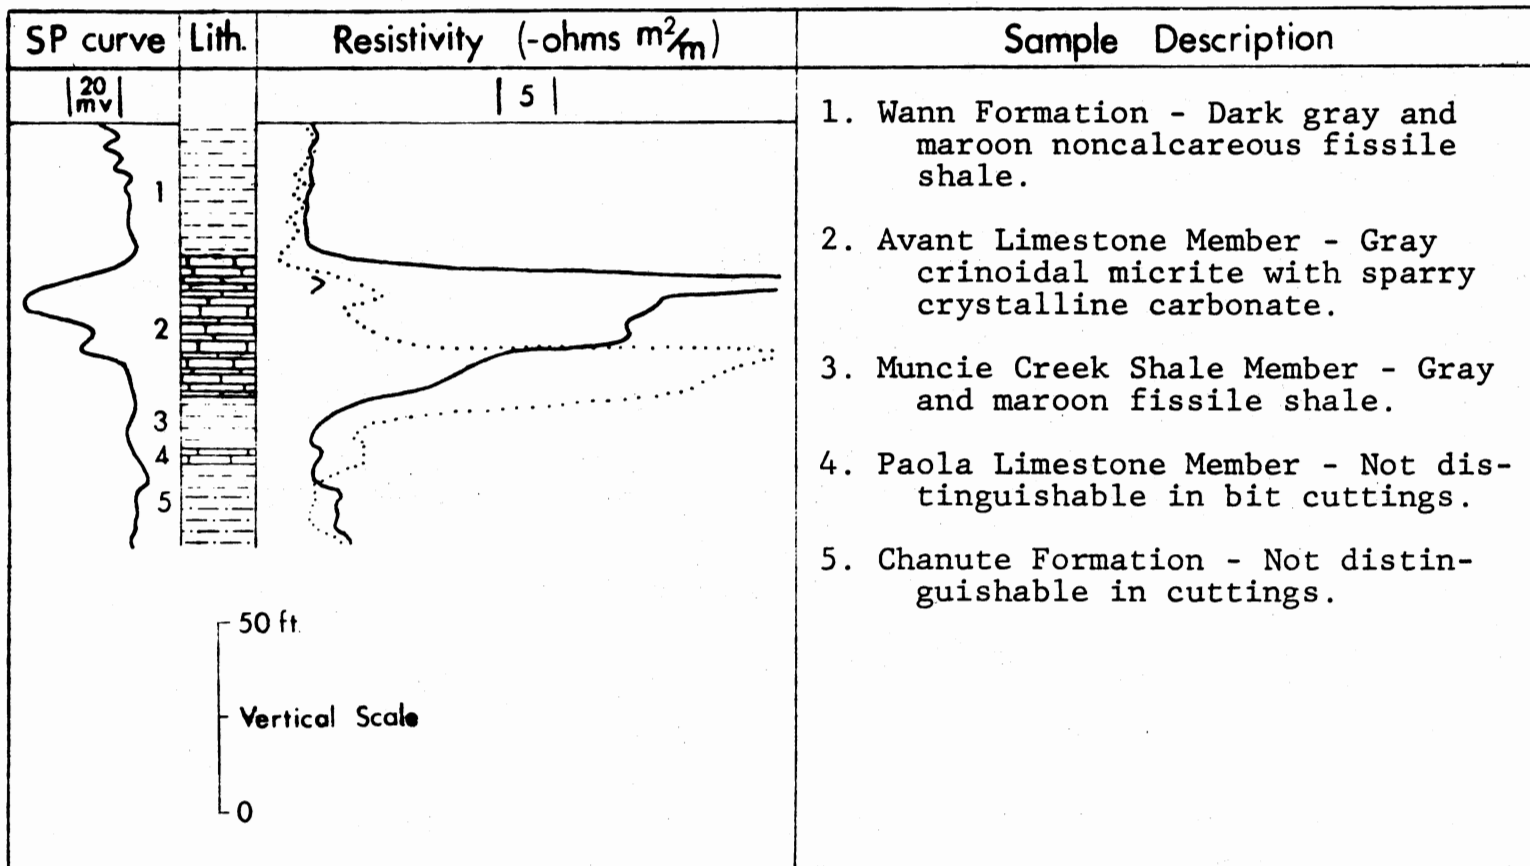 SP curve Lith. Resistivity (-ohms m²/m) Sample Description
|20 mv| | 5 |
1
2
3
4
5
1. Wann Formation - Dark gray and
maroon noncalcareous fissile
shale.
2. Avant Limestone Member - Gray
crinoidal micrite with sparry
crystalline carbonate.
3. Muncie Creek Shale Member - Gray
and maroon fissile shale.
4. Paola Limestone Member - Not dis-
tinguishable in bit cuttings.
5. Chanute Formation - Not distin-
guishable in cuttings.
50 ft.
Vertical Scale
0